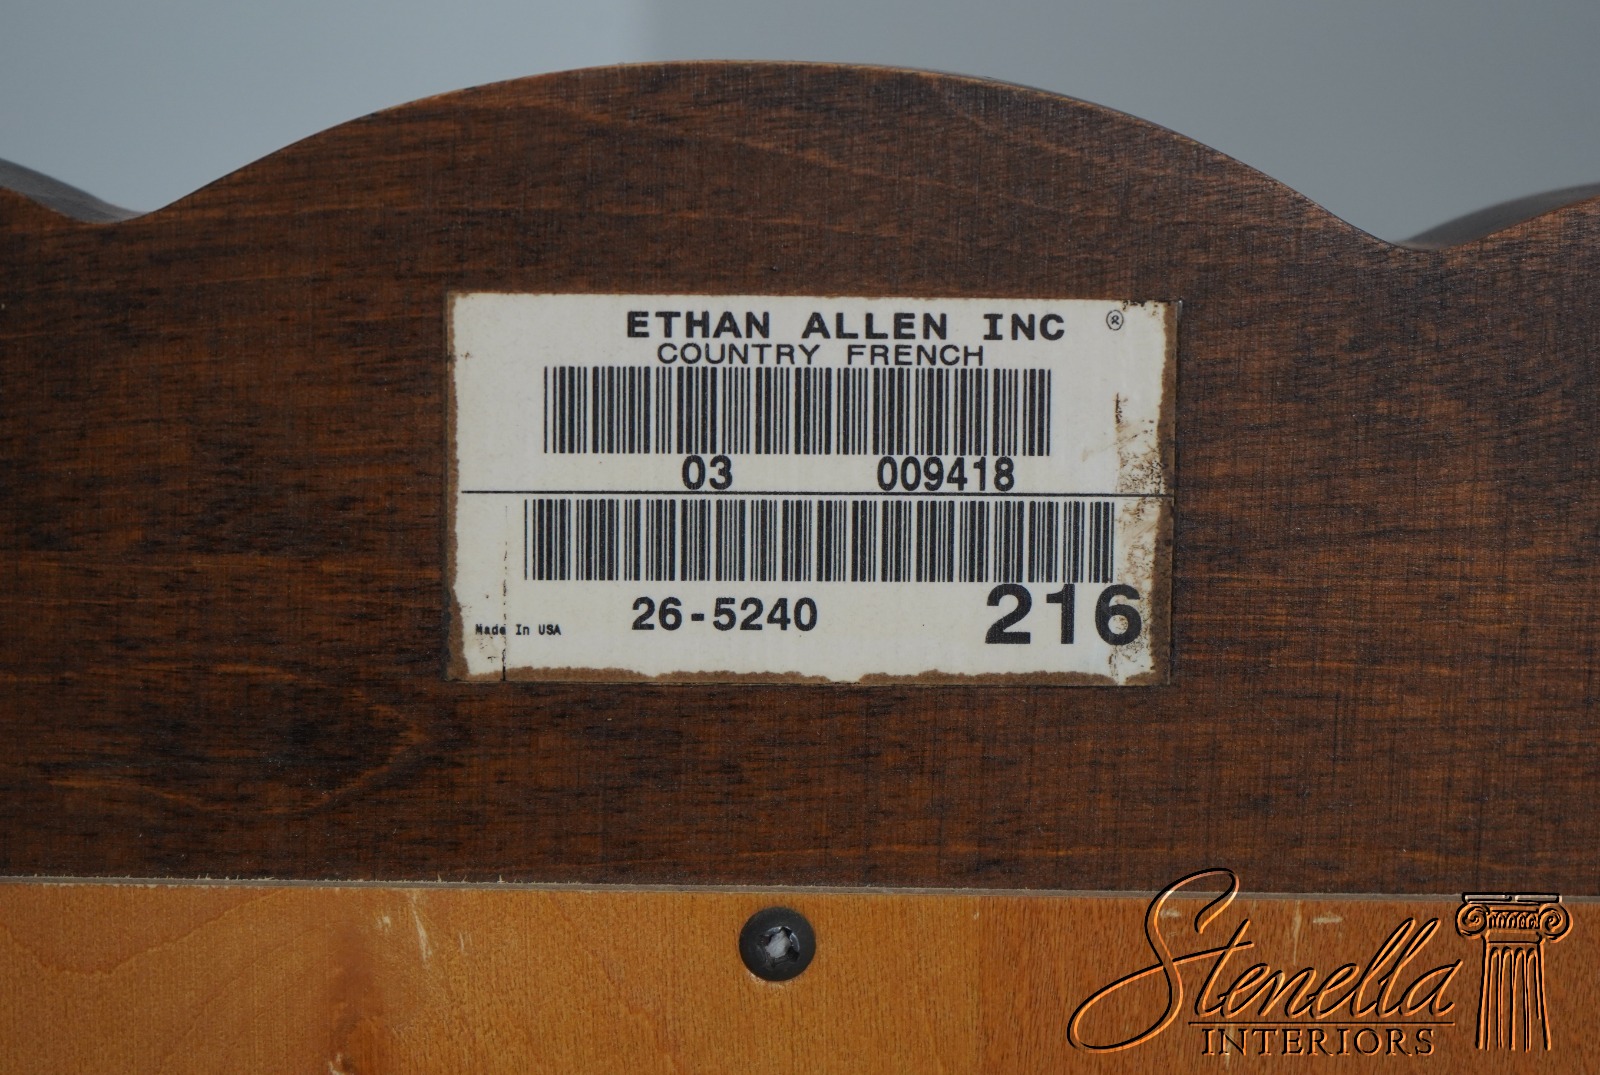 ETHAN ALLEN INC ®
COUNTRY FRENCH
03 009418
26-5240 216
Made In USA
Stenella
INTERIORS